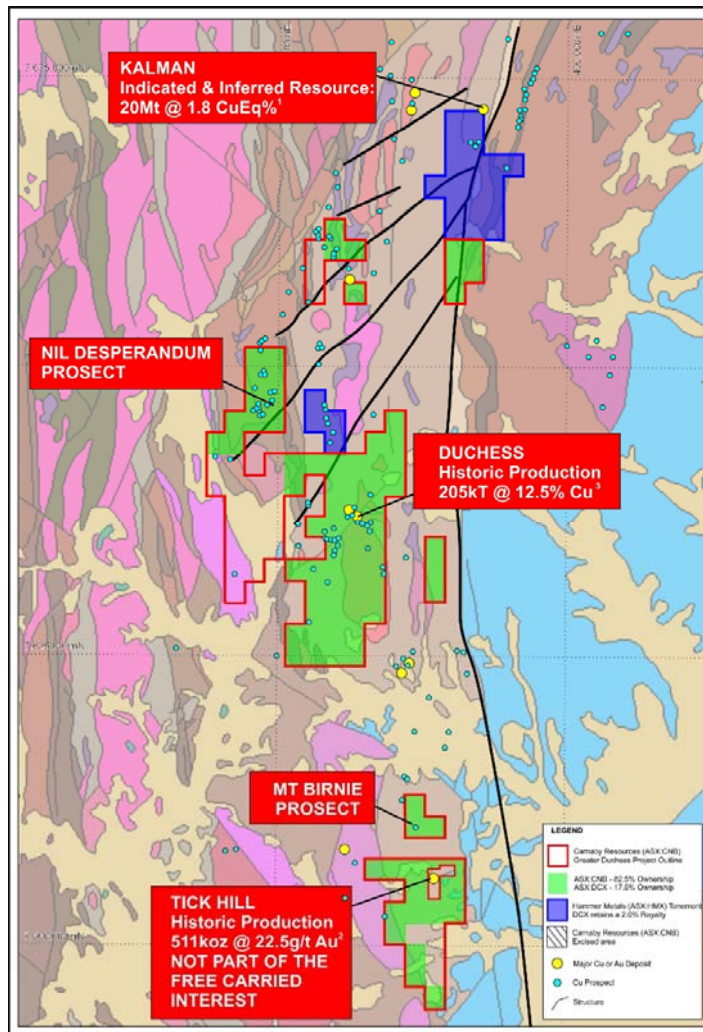 KALMAN
Indicated & Inferred Resource:
20Mt @ 1.8 CuEq%¹
NIL DESPERANDUM
PROSECT
DUCHESS
Historic Production
205kT @ 12.5% Cu³
MT BIRNIE
PROSECT
TICK HILL
Historic Production
511koz @ 22.5g/t Au²
NOT PART OF THE
FREE CARRIED
INTEREST
LEGEND
Carnaby Resources (ASX:CNB)
Greater Duchess Project Outline
ASX:CNB - 82.5% Ownership
ASX:DCX - 17.5% Ownership
Hammer Metals (ASX:HMX) Tenement
DCX retains a 2.0% Royalty
Carnaby Resources (ASX:CNB)
Excised area
Major Cu or Au Deposit
Cu Prospect
Structure